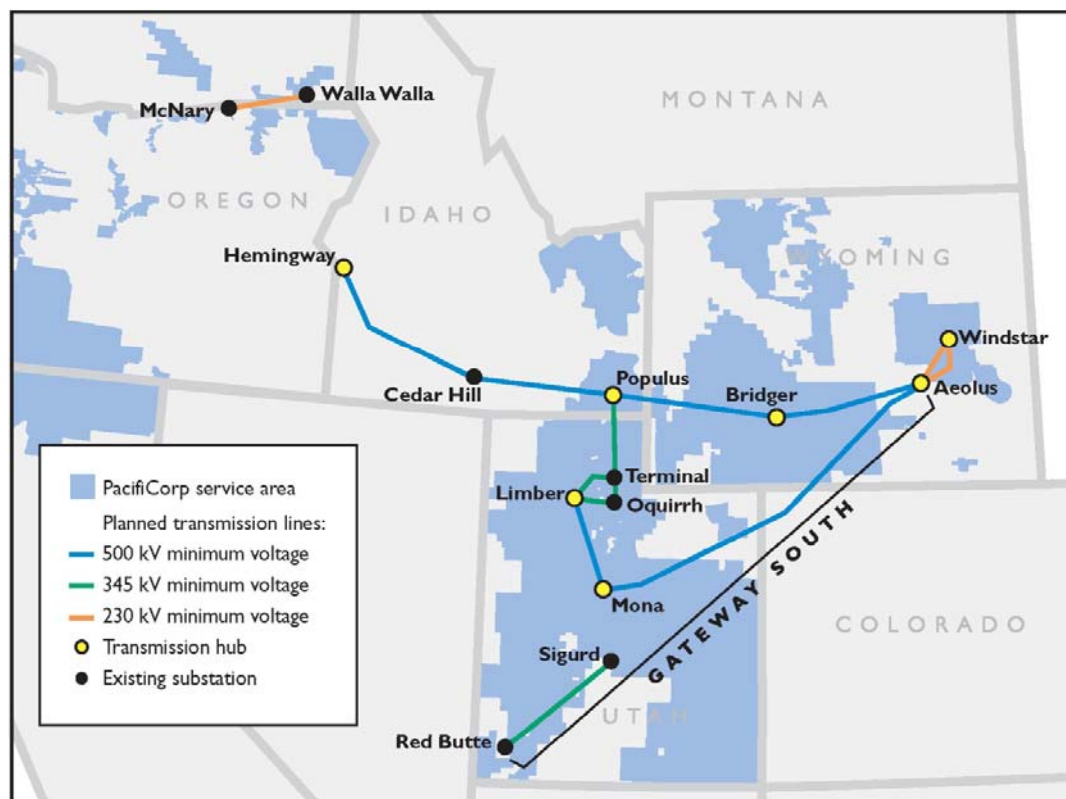 Walla Walla
McNary
MONTANA
OREGON
IDAHO
Hemingway
WYOMING
Windstar
Populus
Bridger
Aeolus
Cedar Hill
Terminal
Limber
Oquirrh
Mona
GATEWAY SOUTH
COLORADO
Sigurd
UTAH
Red Butte
PacifiCorp service area
Planned transmission lines:
500 kV minimum voltage
345 kV minimum voltage
230 kV minimum voltage
Transmission hub
Existing substation